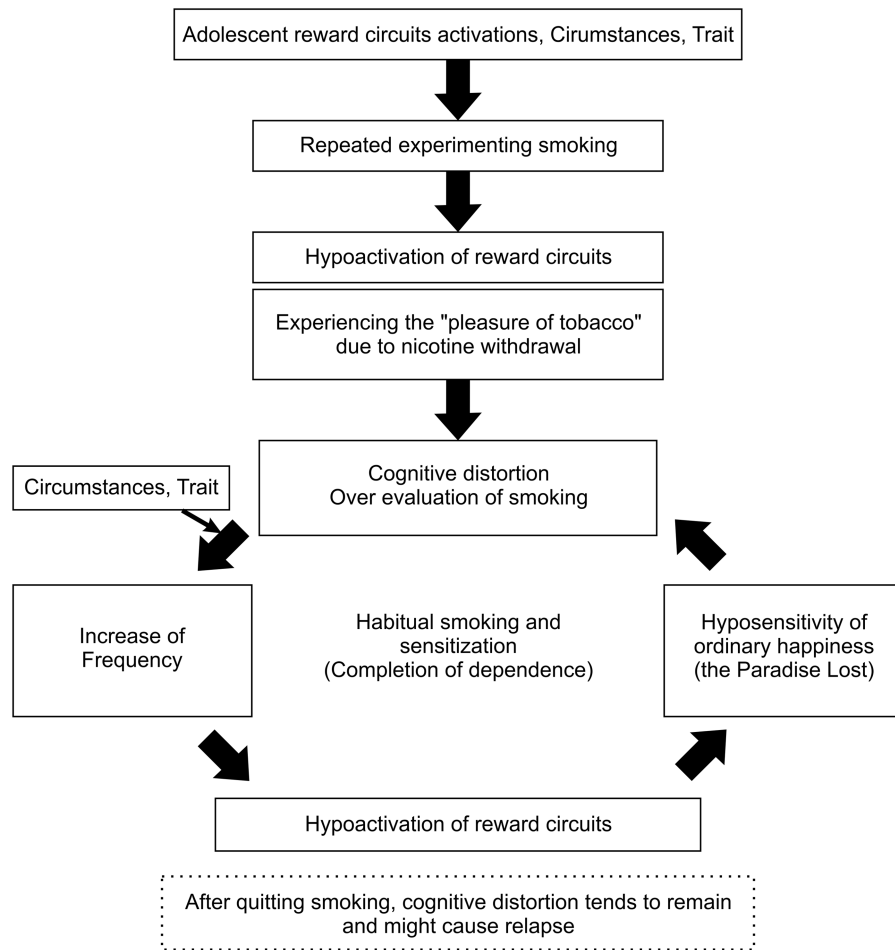 Adolescent reward circuits activations, Cirumstances, Trait
Repeated experimenting smoking
Hypoactivation of reward circuits
Experiencing the "pleasure of tobacco"
due to nicotine withdrawal
Cognitive distortion
Over evaluation of smoking
Circumstances, Trait
Increase of
Frequency
Habitual smoking and
sensitization
(Completion of dependence)
Hyposensitivity of
ordinary happiness
(the Paradise Lost)
Hypoactivation of reward circuits
After quitting smoking, cognitive distortion tends to remain
and might cause relapse